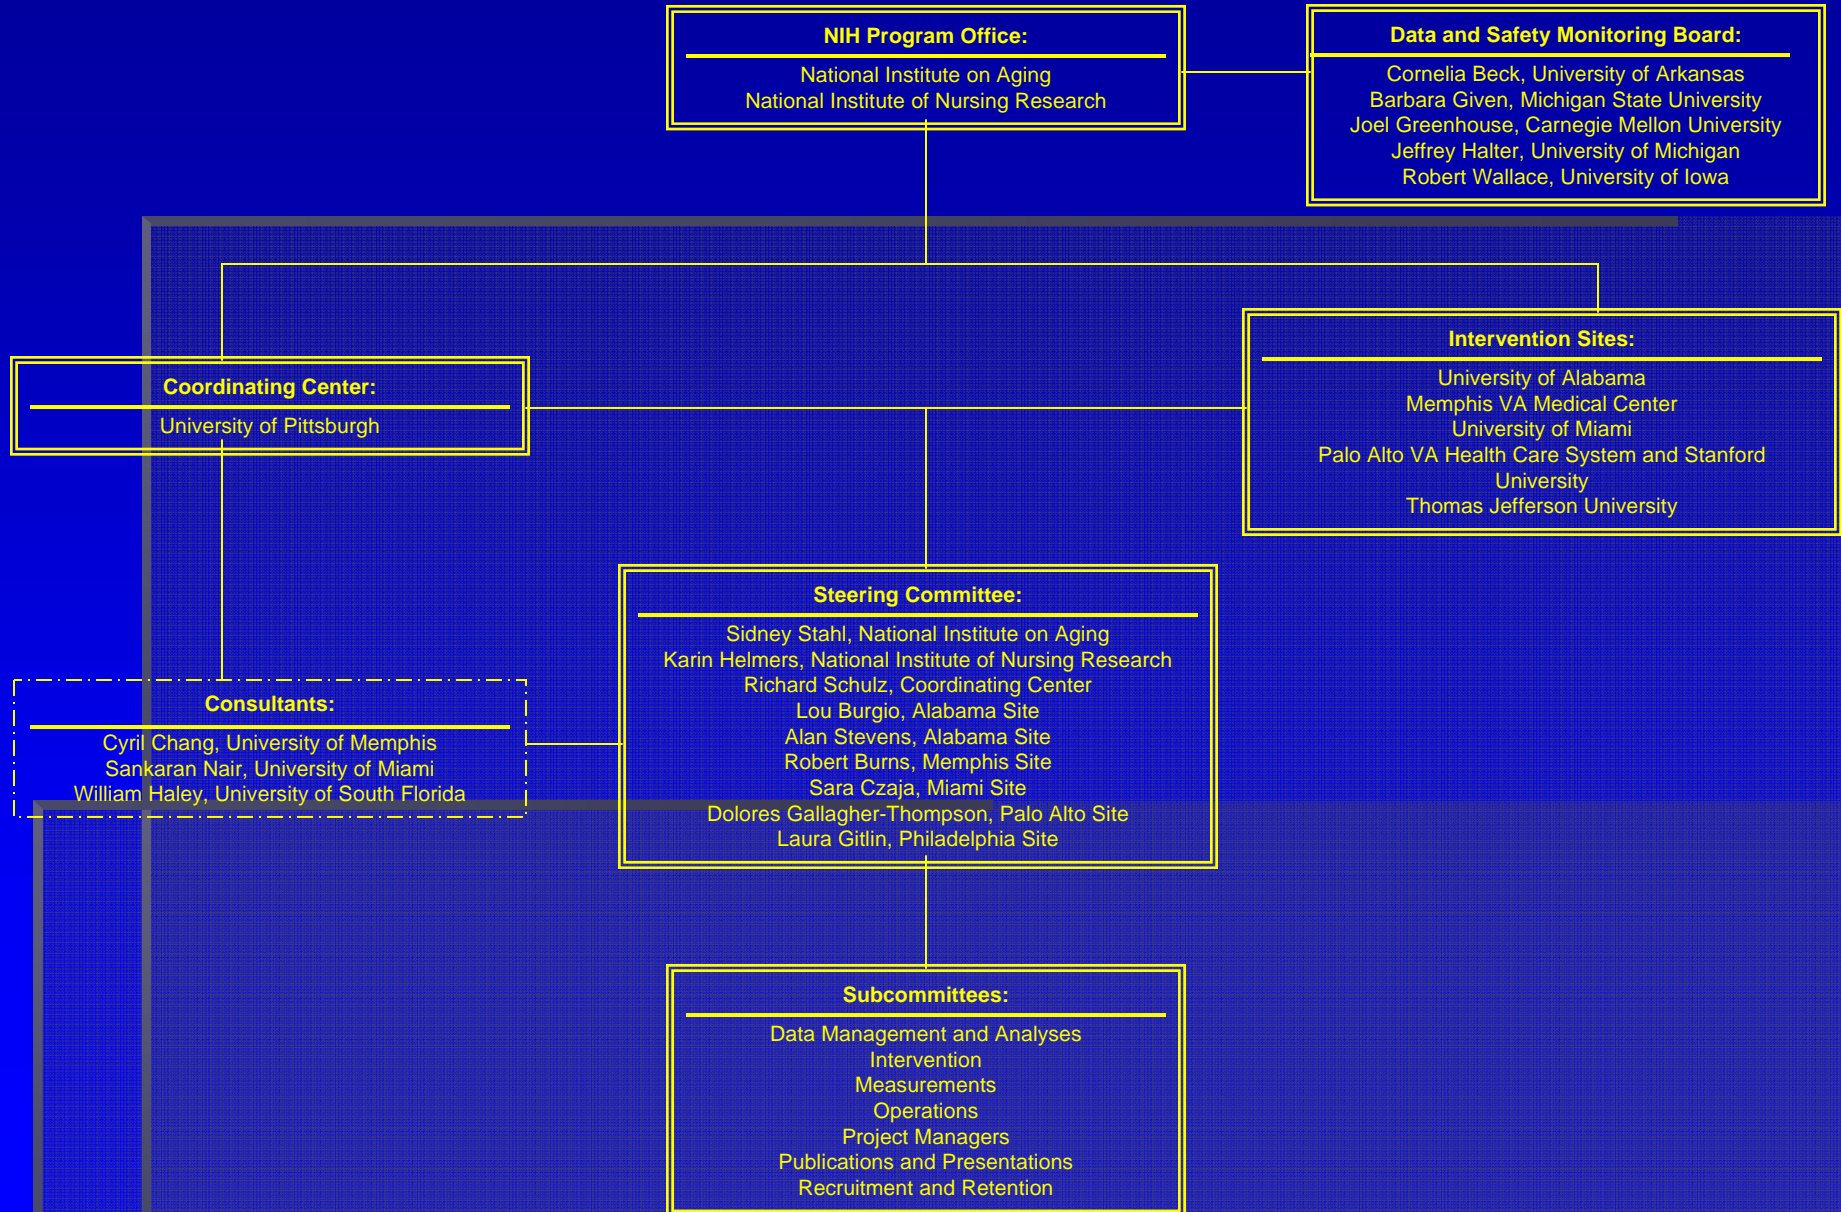 NIH Program Office:
National Institute on Aging
National Institute of Nursing Research
Data and Safety Monitoring Board:
Cornelia Beck, University of Arkansas
Barbara Given, Michigan State University
Joel Greenhouse, Carnegie Mellon University
Jeffrey Halter, University of Michigan
Robert Wallace, University of Iowa
Coordinating Center:
University of Pittsburgh
Intervention Sites:
University of Alabama
Memphis VA Medical Center
University of Miami
Palo Alto VA Health Care System and Stanford
University
Thomas Jefferson University
Steering Committee:
Sidney Stahl, National Institute on Aging
Karin Helmers, National Institute of Nursing Research
Richard Schulz, Coordinating Center
Lou Burgio, Alabama Site
Alan Stevens, Alabama Site
Robert Burns, Memphis Site
Sara Czaja, Miami Site
Dolores Gallagher-Thompson, Palo Alto Site
Laura Gitlin, Philadelphia Site
Consultants:
Cyril Chang, University of Memphis
Sankaran Nair, University of Miami
William Haley, University of South Florida
Subcommittees:
Data Management and Analyses
Intervention
Measurements
Operations
Project Managers
Publications and Presentations
Recruitment and Retention